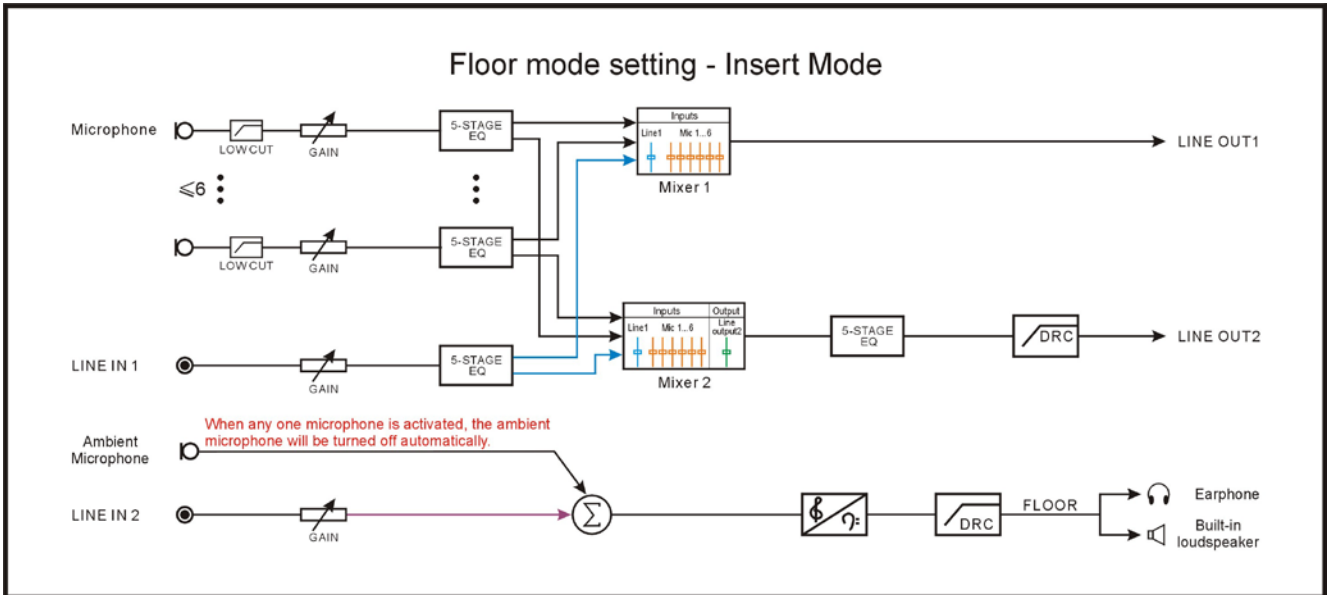 Floor mode setting - Insert Mode
Microphone
LOWCUT
GAIN
5-STAGE
EQ
Inputs
Line1 Mic 1...6
Mixer 1
LINE OUT1
≤6
LOWCUT
GAIN
5-STAGE
EQ
Inputs
Output
Line1 Mic 1...6
Line
output2
Mixer 2
5-STAGE
EQ
DRC
LINE OUT2
LINE IN 1
GAIN
5-STAGE
EQ
When any one microphone is activated, the ambient
microphone will be turned off automatically.
Ambient
Microphone
LINE IN 2
GAIN
Σ
DRC
FLOOR
Earphone
Built-in
loudspeaker